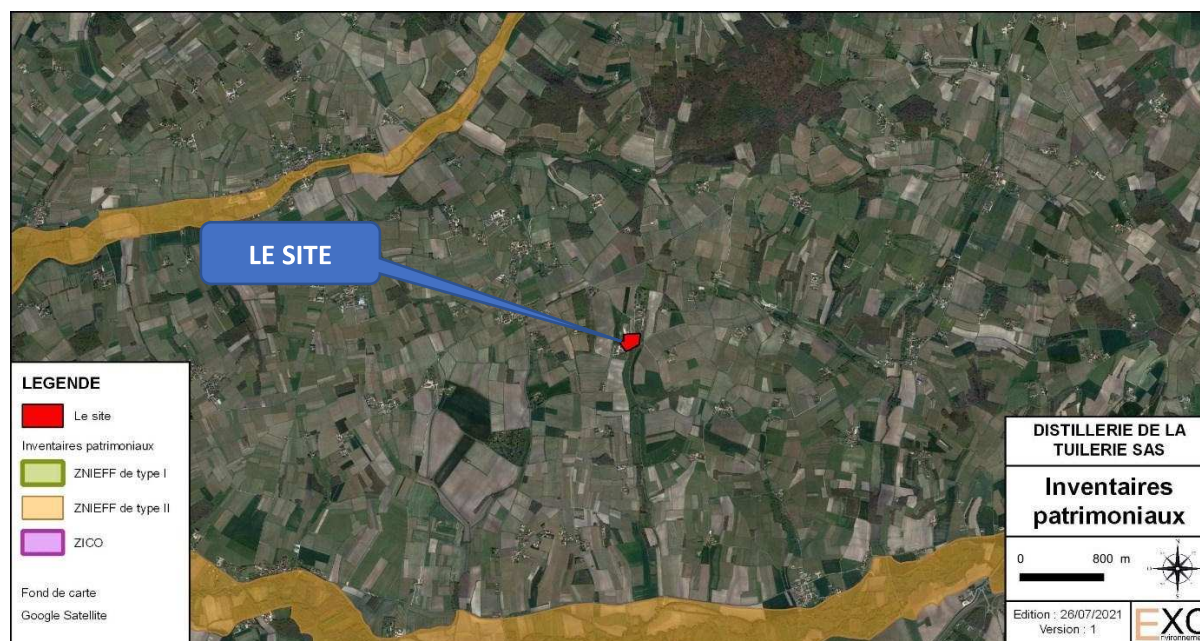 LE SITE
LEGENDE
Le site
Inventaires patrimoniaux
ZNIEFF de type I
ZNIEFF de type II
ZICO
Fond de carte
Google Satellite
DISTILLERIE DE LA
TUILERIE SAS
Inventaires
patrimoniaux
0 800 m
Edition : 26/07/2021
Version : 1
EXO